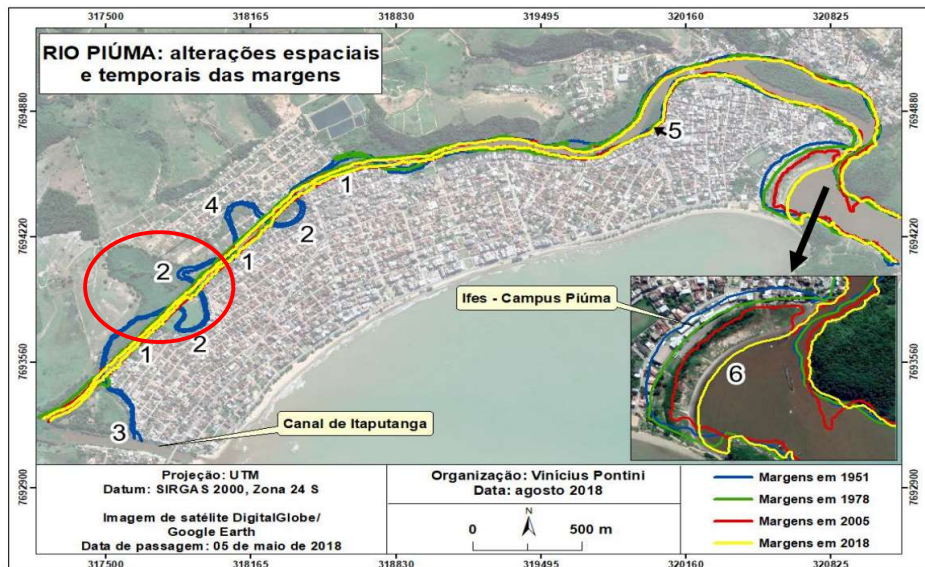 317500 318165 318830 319495 320160 320825
RIO PIÚMA: alterações espaciais
e temporais das margens
7694880
7694880
5
1
4
2
7694220
7694220
1
2
Ifes - Campus Piúma
2
1
7693560
7693560
6
3
Canal de Itaputanga
Projeção: UTM
Datum: SIRGAS 2000, Zona 24 S
Imagem de satélite DigitalGlobe/
Google Earth
Data de passagem: 05 de maio de 2018
Organização: Vinícius Pontini
Data: agosto 2018
N
0 500 m
Margens em 1951
Margens em 1978
Margens em 2005
Margens em 2018
7692900
7692900
317500 318165 318830 319495 320160 320825